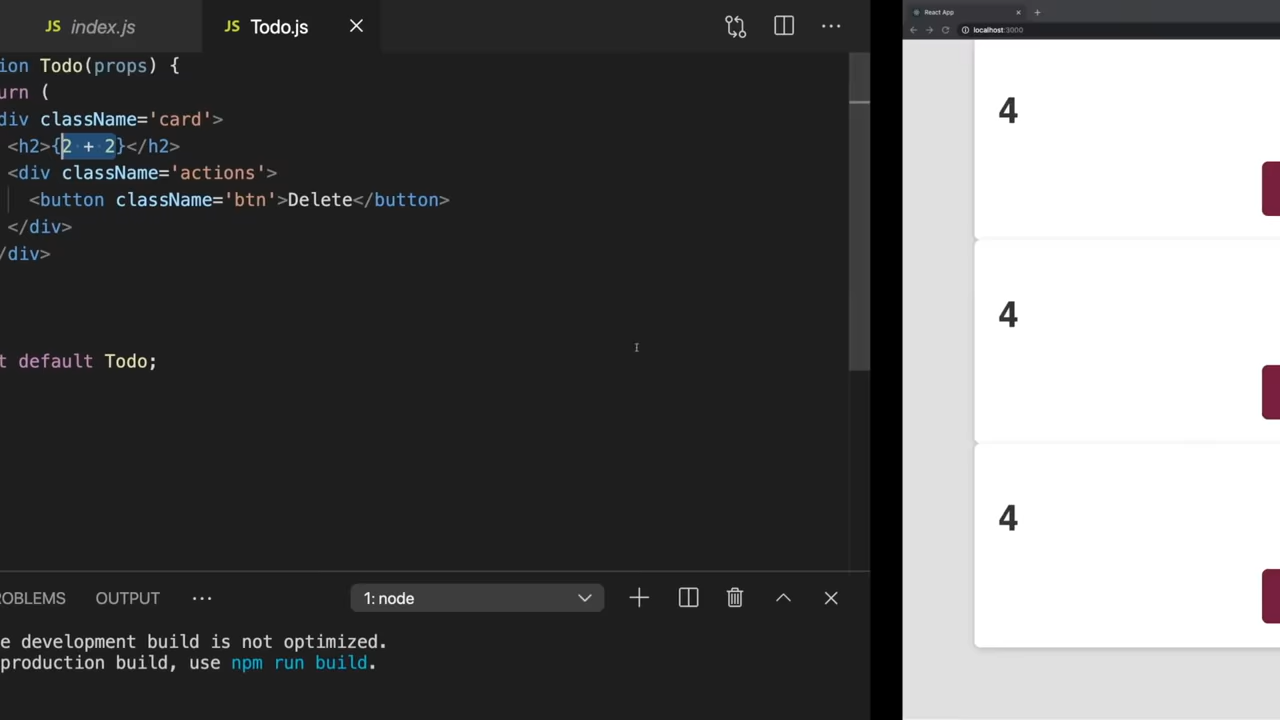 JS index.js
JS Todo.js
ion Todo(props) {
urn (
div className='card'>
<h2>{2 + 2}</h2>
<div className='actions'>
<button className='btn'>Delete</button>
</div>
/div>
t default Todo;
ROBLEMS OUTPUT
1: node
e development build is not optimized.
production build, use npm run build.
React App
localhost:3000
4
4
4